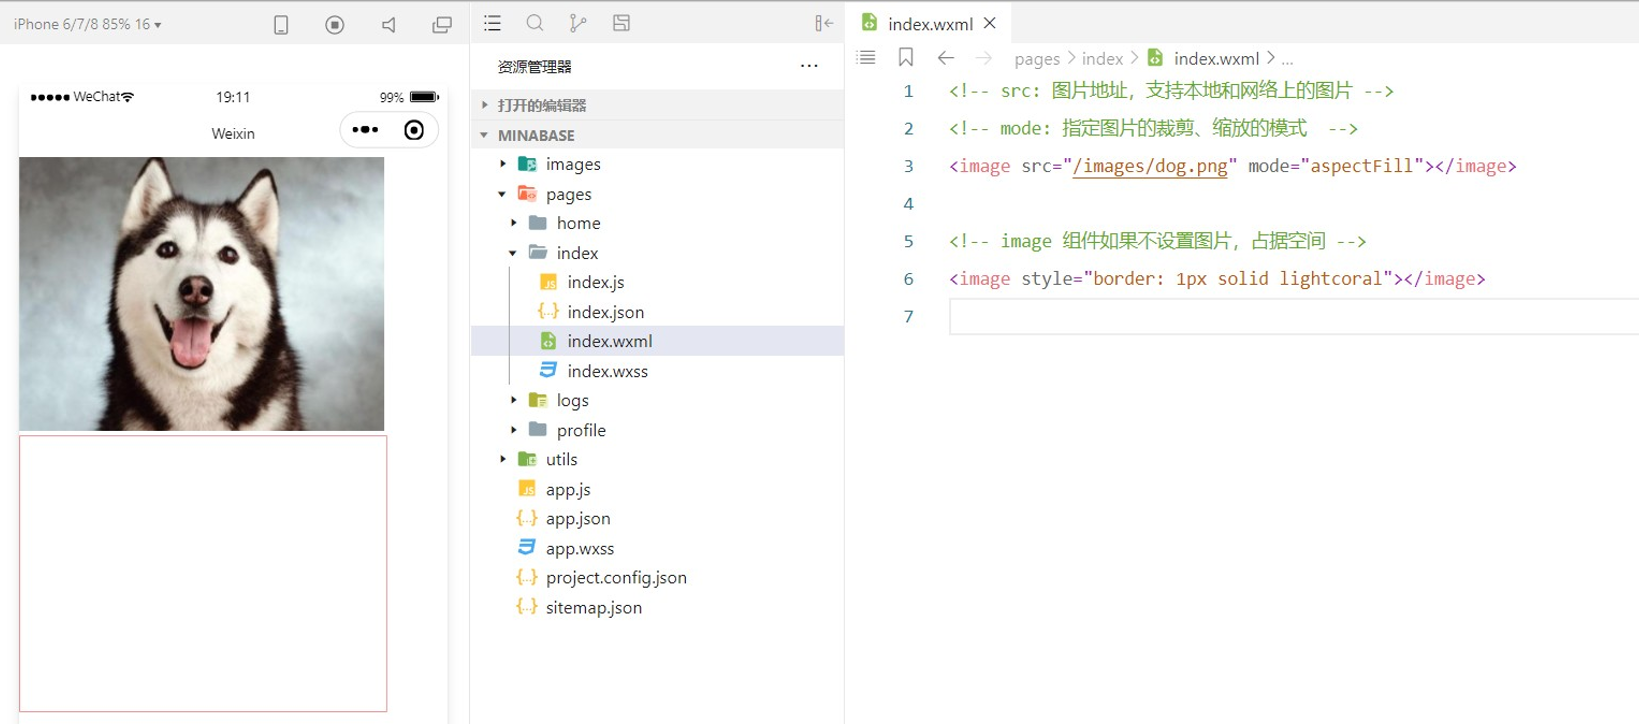 iPhone 6/7/8 85% 16
WeChat
19:11
99%
Weixin
资源管理器
打开的编辑器
MINABASE
images
pages
home
index
index.js
index.json
index.wxml
index.wxss
logs
profile
utils
app.js
app.json
app.wxss
project.config.json
sitemap.json
index.wxml
pages > index > index.wxml > ...
1 <!-- src: 图片地址，支持本地和网络上的图片 -->
2 <!-- mode: 指定图片的裁剪、缩放的模式  -->
3 <image src="/images/dog.png" mode="aspectFill"></image>
4
5 <!-- image 组件如果不设置图片，占据空间 -->
6 <image style="border: 1px solid lightcoral"></image>
7